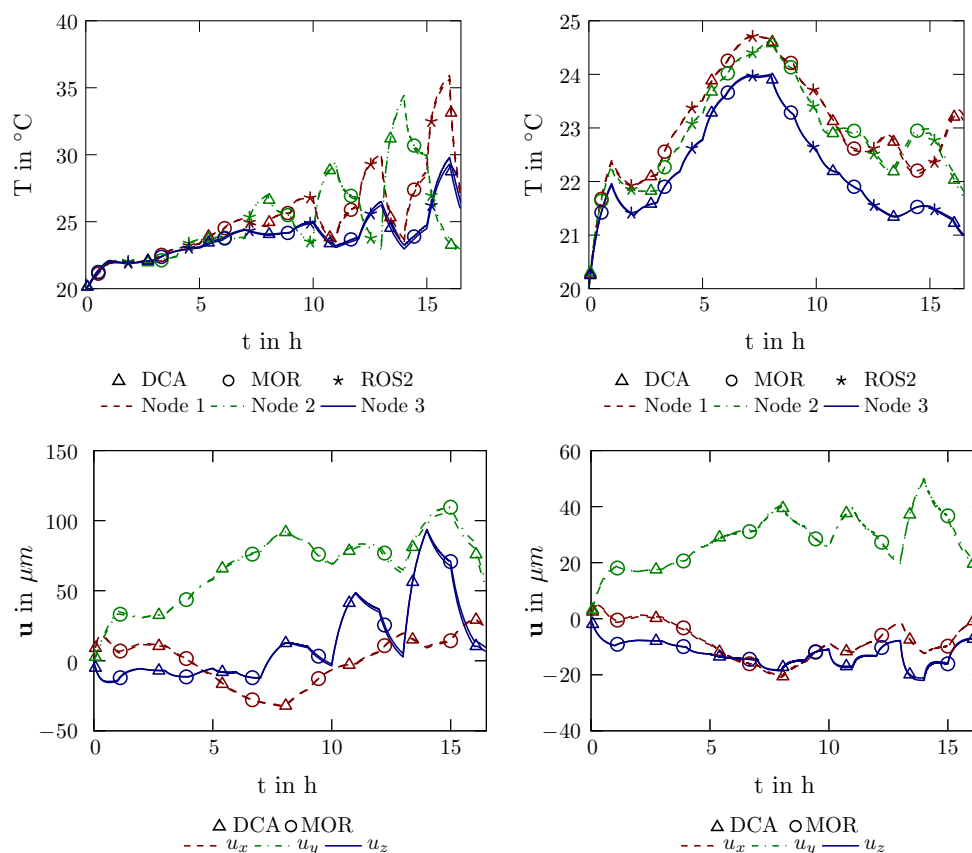 40
35
30
25
20
T in °C
0 5 10 15
t in h
DCA MOR ROS2
Node 1 Node 2 Node 3
25
24
23
22
21
20
T in °C
0 5 10 15
t in h
DCA MOR ROS2
Node 1 Node 2 Node 3
150
100
50
0
−50
u in μm
0 5 10 15
t in h
DCA MOR
u_x u_y u_z
60
40
20
0
−20
−40
u in μm
0 5 10 15
t in h
DCA MOR
u_x u_y u_z